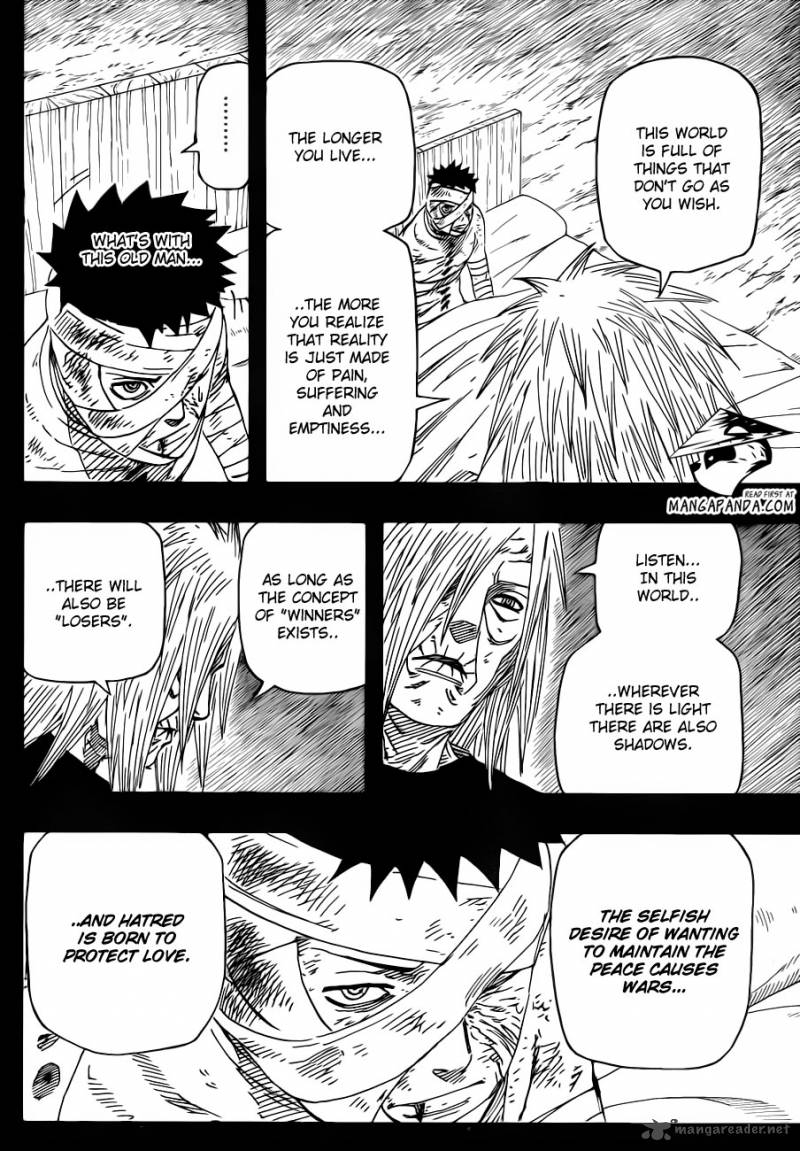 THIS WORLD
IS FULL OF
THINGS THAT
DON'T GO AS
YOU WISH.
THE LONGER
YOU LIVE...
..THE MORE
YOU REALIZE
THAT REALITY
IS JUST MADE
OF PAIN,
SUFFERING
AND
EMPTINESS...
.........
WHAT'S WITH
THIS OLD MAN...
READ FIRST AT
MANGAPANDA.COM
LISTEN...
IN THIS
WORLD..
..WHEREVER
THERE IS LIGHT
THERE ARE ALSO
SHADOWS.
AS LONG AS
THE CONCEPT
OF "WINNERS"
EXISTS..
..THERE WILL
ALSO BE
"LOSERS".
THE SELFISH
DESIRE OF WANTING
TO MAINTAIN THE
PEACE CAUSES
WARS...
..AND HATRED
IS BORN TO
PROTECT LOVE.
mangareader.net